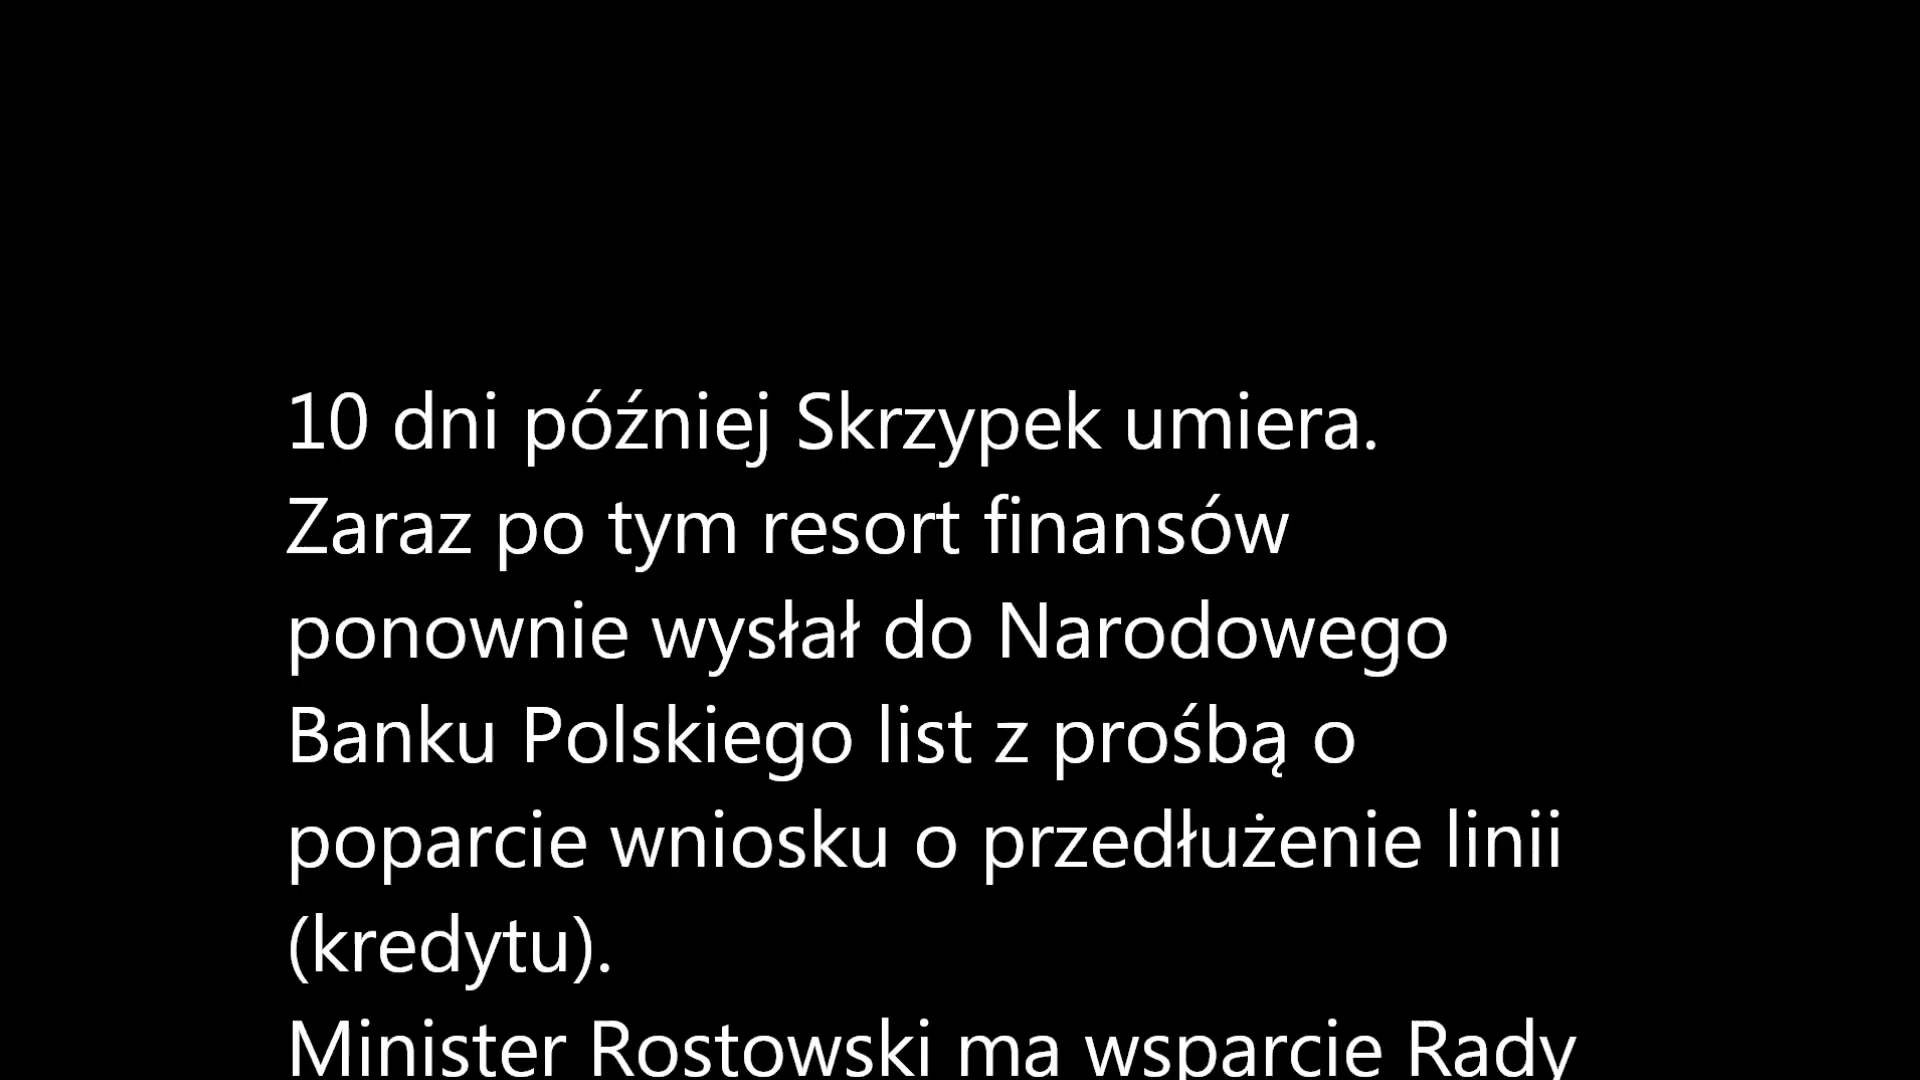 10 dni później Skrzypek umiera.
Zaraz po tym resort finansów
ponownie wysłał do Narodowego
Banku Polskiego list z prośbą o
poparcie wniosku o przedłużenie linii
(kredytu).
Minister Rostowski ma wsparcie Rady